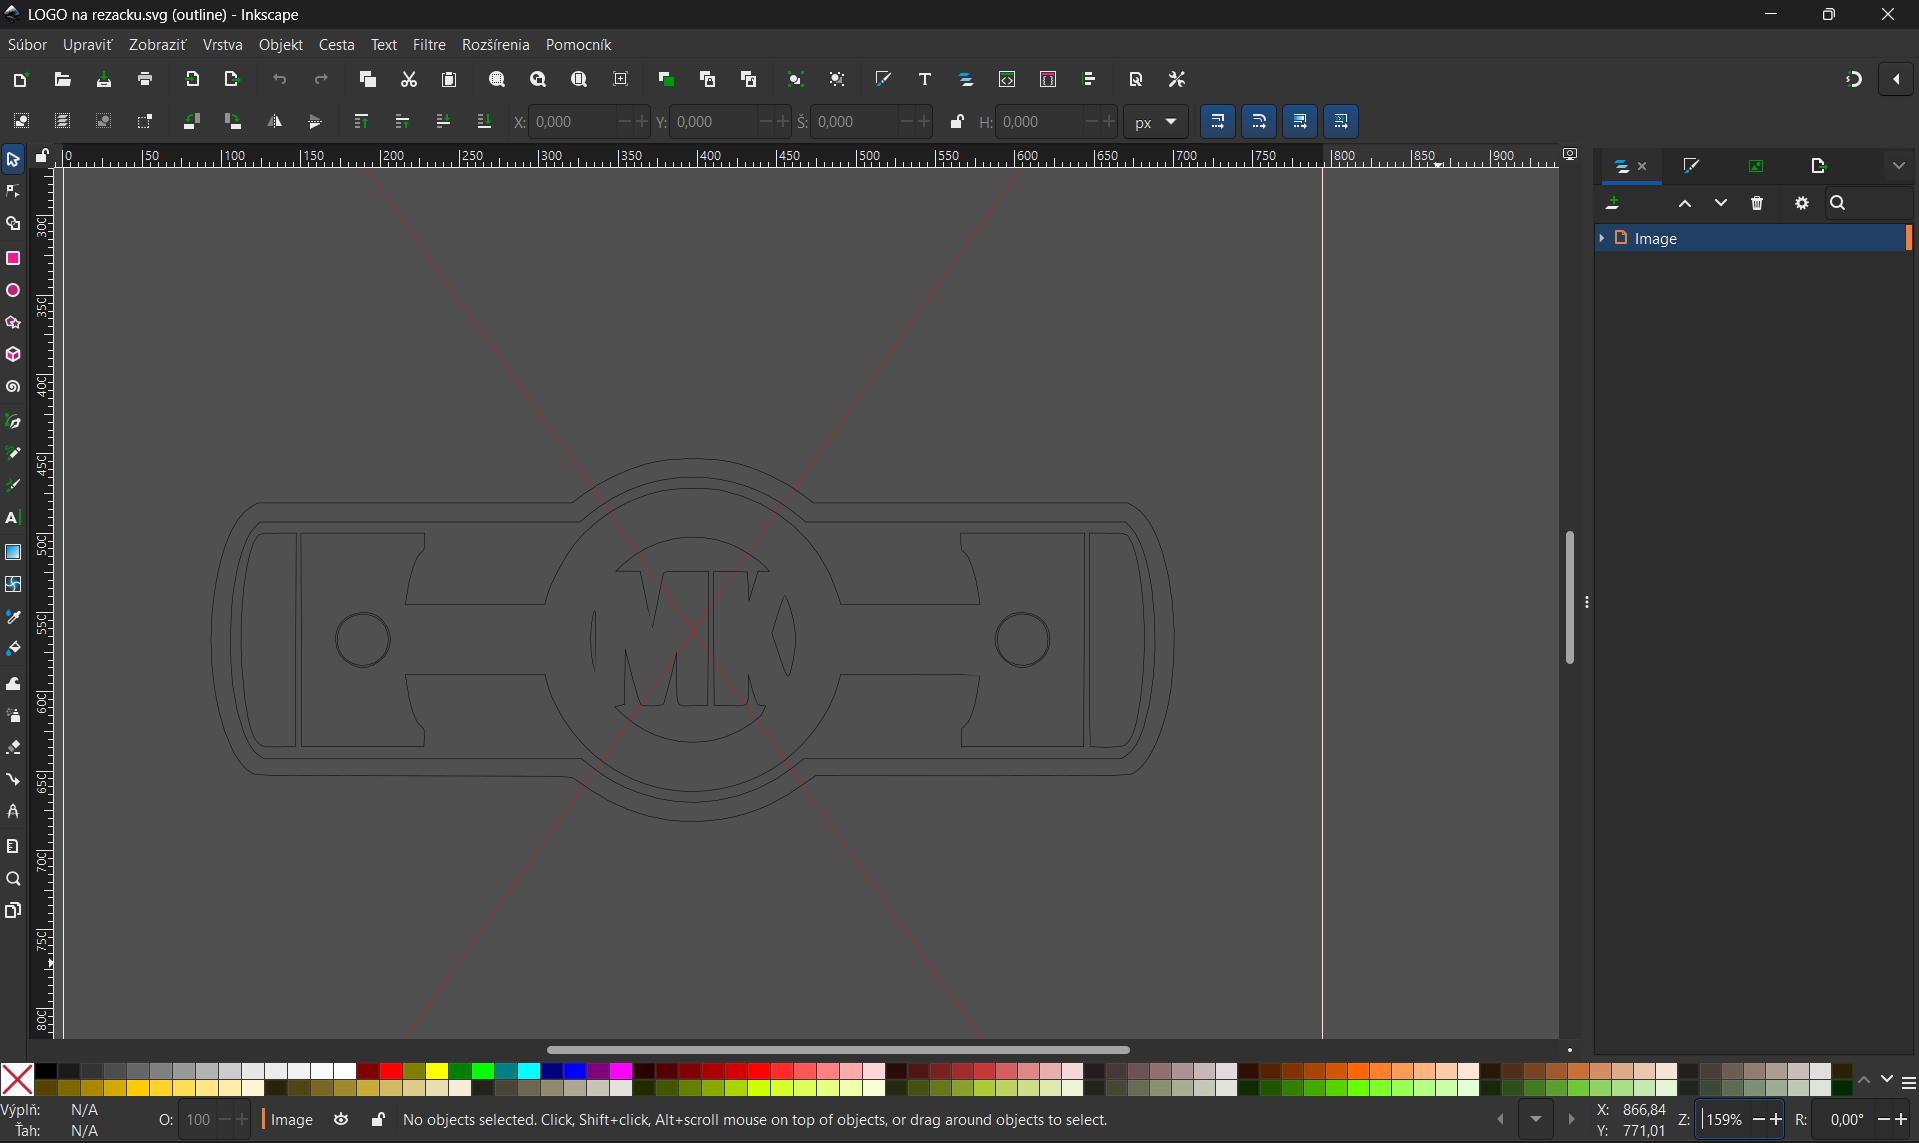 LOGO na rezacku.svg (outline) - Inkscape
Súbor Upraviť Zobraziť Vrstva Objekt Cesta Text Filtre Rozšírenia Pomocník
X: 0,000 Y: 0,000 Š: 0,000 H: 0,000 px
0 50 100 150 200 250 300 350 400 450 500 550 600 650 700 750 800 850 900
300 350 400 450 500 550 600 650 700 750 800
Image
MK
Výplň: N/A
Ťah: N/A
O: 100
Image
No objects selected. Click, Shift+click, Alt+scroll mouse on top of objects, or drag around objects to select.
X: 866,84
Y: 771,01
Z: 159%
R: 0,00°